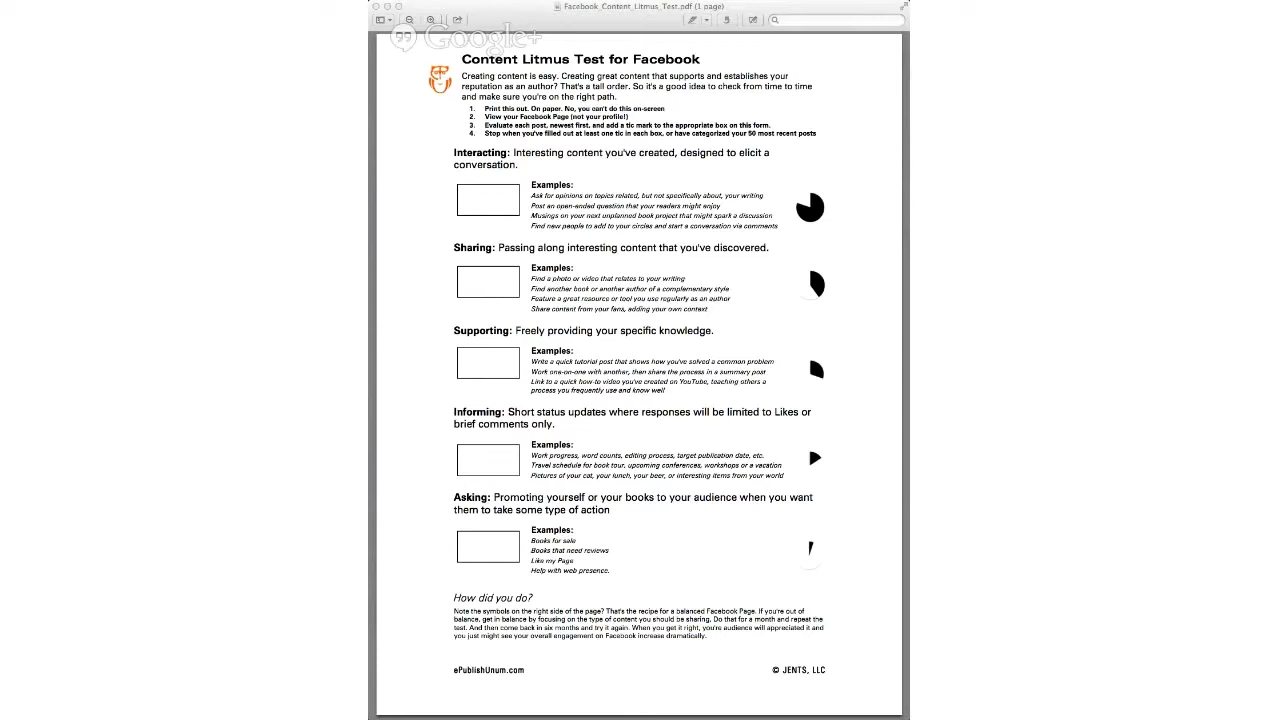 Facebook_Content_Litmus_Test.pdf (1 page)
Google+
Content Litmus Test for Facebook
Creating content is easy. Creating great content that supports and establishes your
reputation as an author? That's a tall order. So it's a good idea to check from time to time
and make sure you're on the right path.
1. Print this out. On paper. No, you can't do this on-screen
2. View your Facebook Page (not your profile!)
3. Evaluate each post, newest first, and add a tic mark to the appropriate box on this form.
4. Stop when you've filled out at least one tic in each box, or have categorized your 50 most recent posts
Interacting: Interesting content you've created, designed to elicit a
conversation.
Examples:
Ask for opinions on topics related, but not specifically about, your writing
Post an open-ended question that your readers might enjoy
Musings on your next unplanned book project that might spark a discussion
Find new people to add to your circles and start a conversation via comments
Sharing: Passing along interesting content that you've discovered.
Examples:
Find a photo or video that relates to your writing
Find another book or another author of a complementary style
Feature a great resource or tool you use regularly as an author
Share content from your fans, adding your own context
Supporting: Freely providing your specific knowledge.
Examples:
Write a quick tutorial post that shows how you've solved a common problem
Work one-on-one with another, then share the process in a summary post
Link to a quick how-to video you've created on YouTube, teaching others a
process you frequently use and know well
Informing: Short status updates where responses will be limited to Likes or
brief comments only.
Examples:
Work progress, word counts, editing process, target publication date, etc.
Travel schedule for book tour, upcoming conferences, workshops or a vacation
Pictures of your cat, your lunch, your beer, or interesting items from your world
Asking: Promoting yourself or your books to your audience when you want
them to take some type of action
Examples:
Books for sale
Books that need reviews
Like my Page
Help with web presence.
How did you do?
Note the symbols on the right side of the page? That's the recipe for a balanced Facebook Page. If you're out of
balance, get in balance by focusing on the type of content you should be sharing. Do that for a month and repeat the
test. And then come back in six months and try it again. When you get it right, you're audience will appreciated it and
you just might see your overall engagement on Facebook increase dramatically.
ePublishUnum.com
© JENTS, LLC